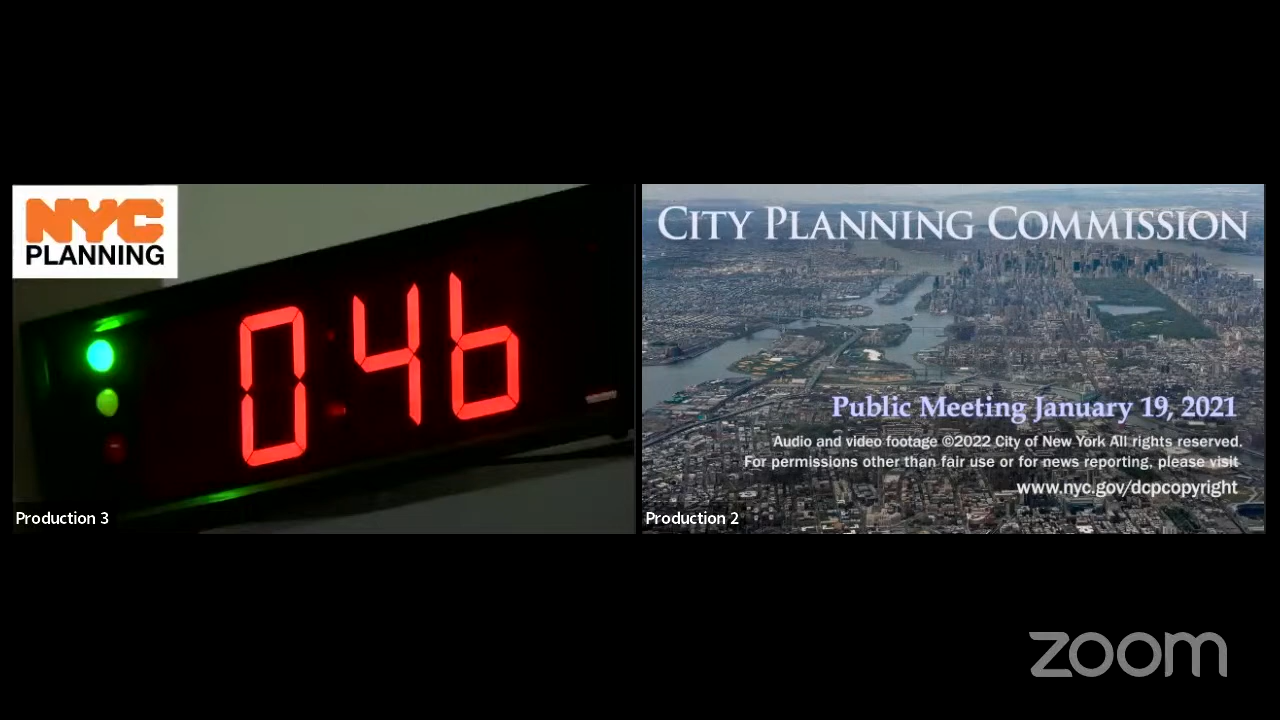 NYC
PLANNING
0:46
Production 3
CITY PLANNING COMMISSION
Public Meeting January 19, 2021
Audio and video footage ©2022 City of New York All rights reserved.
For permissions other than fair use or for news reporting, please visit
www.nyc.gov/dcpcopyright
Production 2
zoom